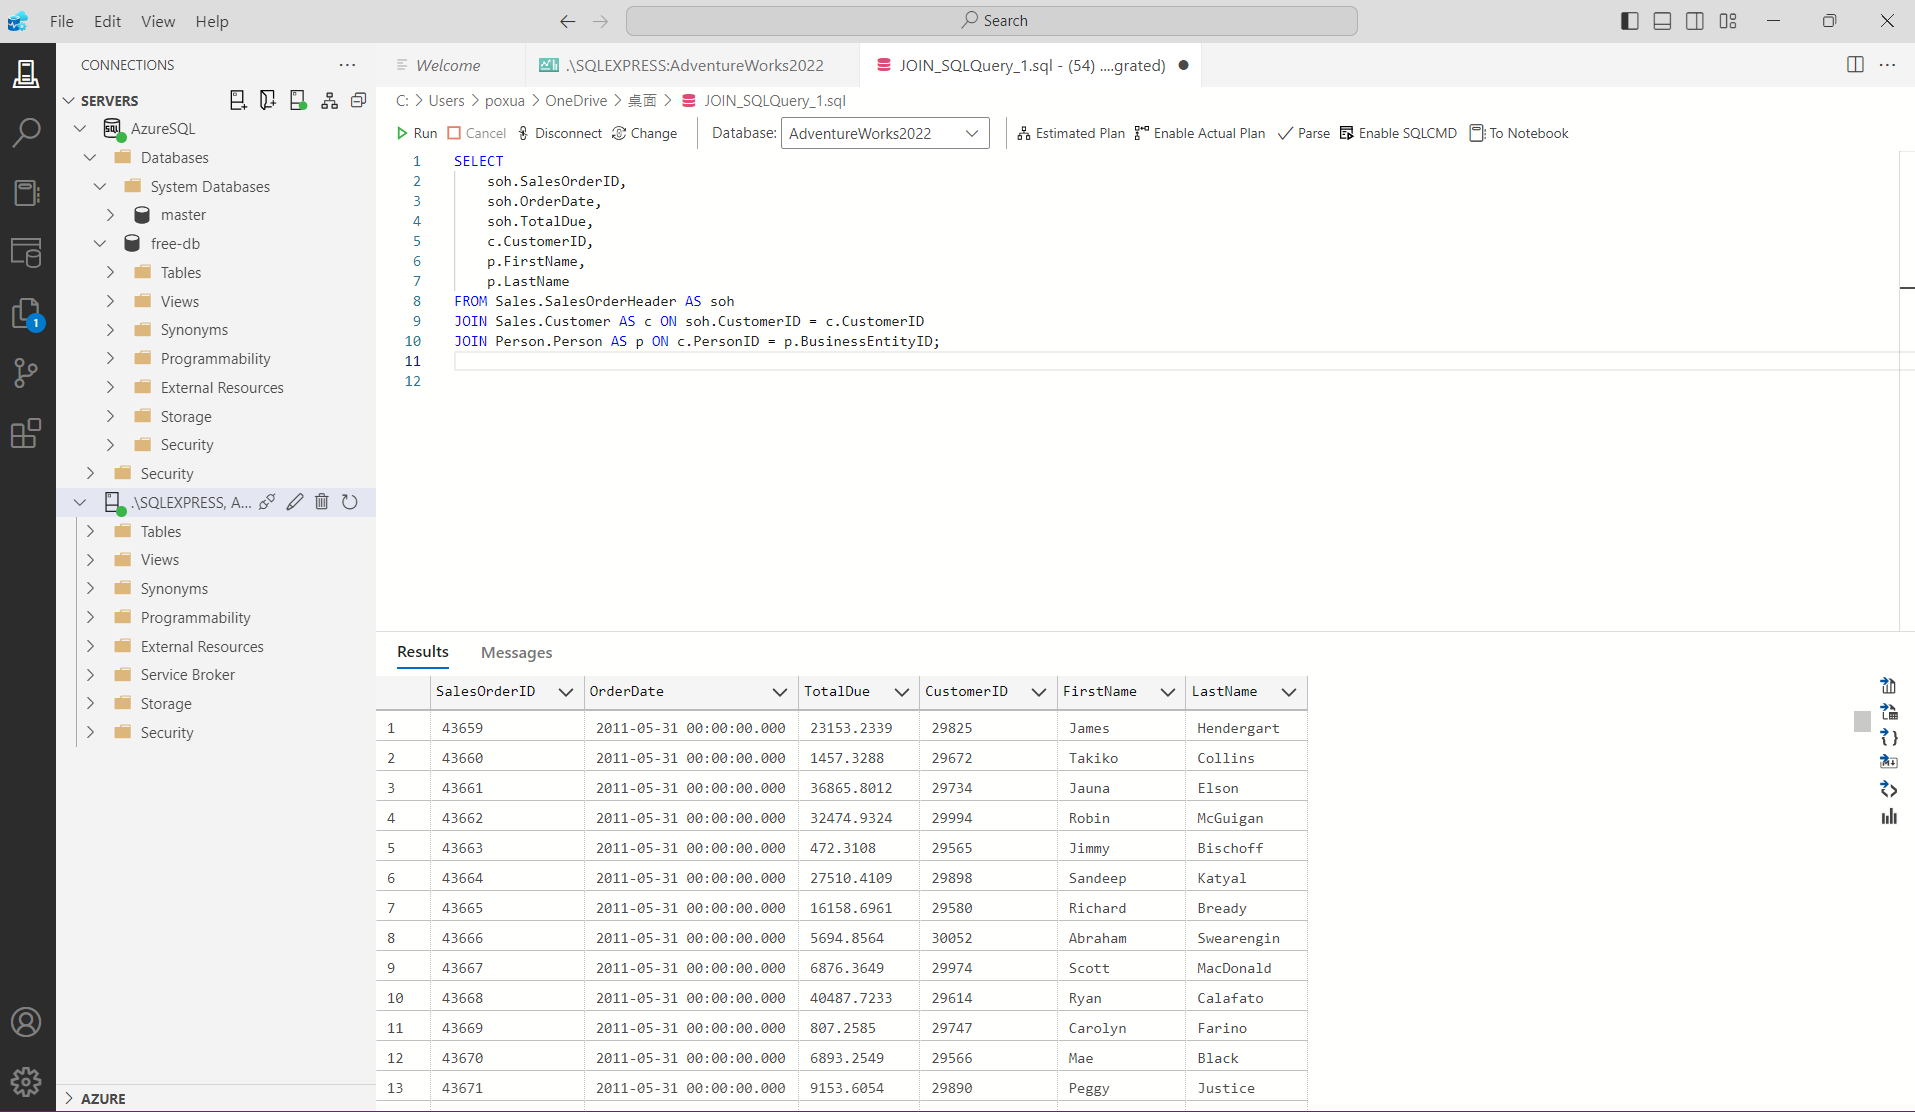 File Edit View Help
Search
CONNECTIONS
SERVERS
AzureSQL
Databases
System Databases
master
free-db
Tables
Views
Synonyms
Programmability
External Resources
Storage
Security
Security
.\SQLEXPRESS, A...
Tables
Views
Synonyms
Programmability
External Resources
Service Broker
Storage
Security
AZURE
1
Welcome
.\SQLEXPRESS:AdventureWorks2022
JOIN_SQLQuery_1.sql - (54) ....grated)
C: > Users > poxua > OneDrive > 桌面 > JOIN_SQLQuery_1.sql
Run Cancel Disconnect Change Database: AdventureWorks2022 Estimated Plan Enable Actual Plan Parse Enable SQLCMD To Notebook
1 SELECT
2 soh.SalesOrderID,
3 soh.OrderDate,
4 soh.TotalDue,
5 c.CustomerID,
6 p.FirstName,
7 p.LastName
8 FROM Sales.SalesOrderHeader AS soh
9 JOIN Sales.Customer AS c ON soh.CustomerID = c.CustomerID
10 JOIN Person.Person AS p ON c.PersonID = p.BusinessEntityID;
11
12
Results Messages
SalesOrderID OrderDate TotalDue CustomerID FirstName LastName
1 43659 2011-05-31 00:00:00.000 23153.2339 29825 James Hendergart
2 43660 2011-05-31 00:00:00.000 1457.3288 29672 Takiko Collins
3 43661 2011-05-31 00:00:00.000 36865.8012 29734 Jauna Elson
4 43662 2011-05-31 00:00:00.000 32474.9324 29994 Robin McGuigan
5 43663 2011-05-31 00:00:00.000 472.3108 29565 Jimmy Bischoff
6 43664 2011-05-31 00:00:00.000 27510.4109 29898 Sandeep Katyal
7 43665 2011-05-31 00:00:00.000 16158.6961 29580 Richard Bready
8 43666 2011-05-31 00:00:00.000 5694.8564 30052 Abraham Swearengin
9 43667 2011-05-31 00:00:00.000 6876.3649 29974 Scott MacDonald
10 43668 2011-05-31 00:00:00.000 40487.7233 29614 Ryan Calafato
11 43669 2011-05-31 00:00:00.000 807.2585 29747 Carolyn Farino
12 43670 2011-05-31 00:00:00.000 6893.2549 29566 Mae Black
13 43671 2011-05-31 00:00:00.000 9153.6054 29890 Peggy Justice